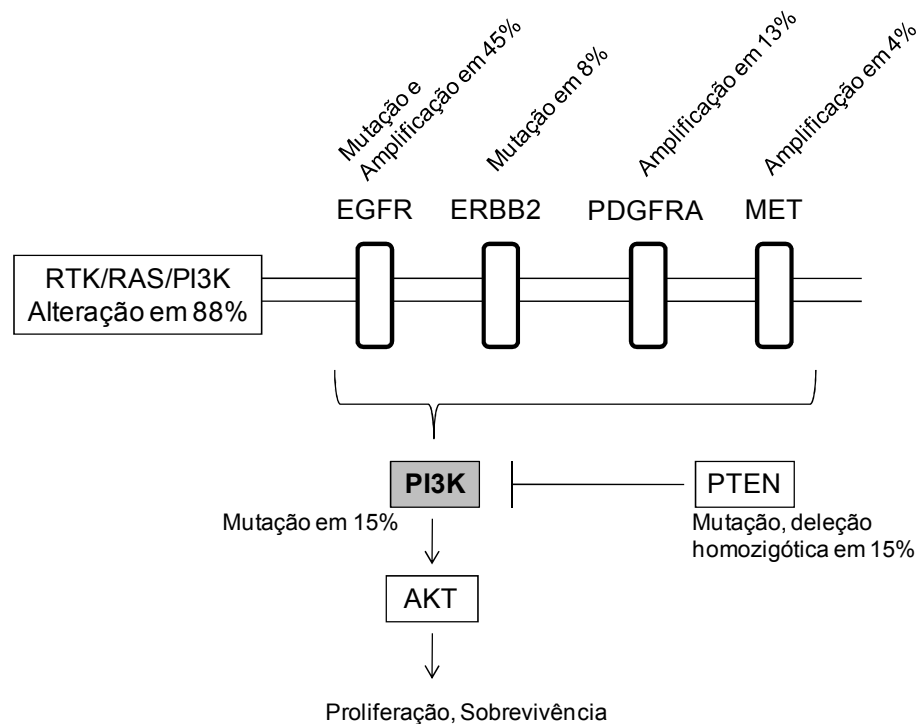 Mutação e
Amplificação em 45%
Mutação em 8%
Amplificação em 13%
Amplificação em 4%
EGFR
ERBB2
PDGFRA
MET
RTK/RAS/PI3K
Alteração em 88%
PI3K
PTEN
Mutação em 15%
Mutação, deleção
homozigótica em 15%
AKT
Proliferação, Sobrevivência